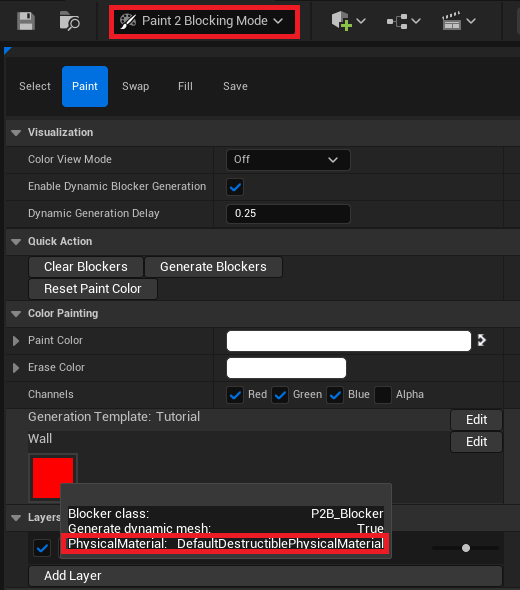 Paint 2 Blocking Mode
Select Paint Swap Fill Save
Visualization
Color View Mode Off
Enable Dynamic Blocker Generation
Dynamic Generation Delay 0.25
Quick Action
Clear Blockers Generate Blockers
Reset Paint Color
Color Painting
Paint Color
Erase Color
Channels Red Green Blue Alpha
Generation Template: Tutorial Edit
Wall Edit
Blocker class: P2B_Blocker
Layers Generate dynamic mesh: True
PhysicalMaterial: DefaultDestructiblePhysicalMaterial
Add Layer